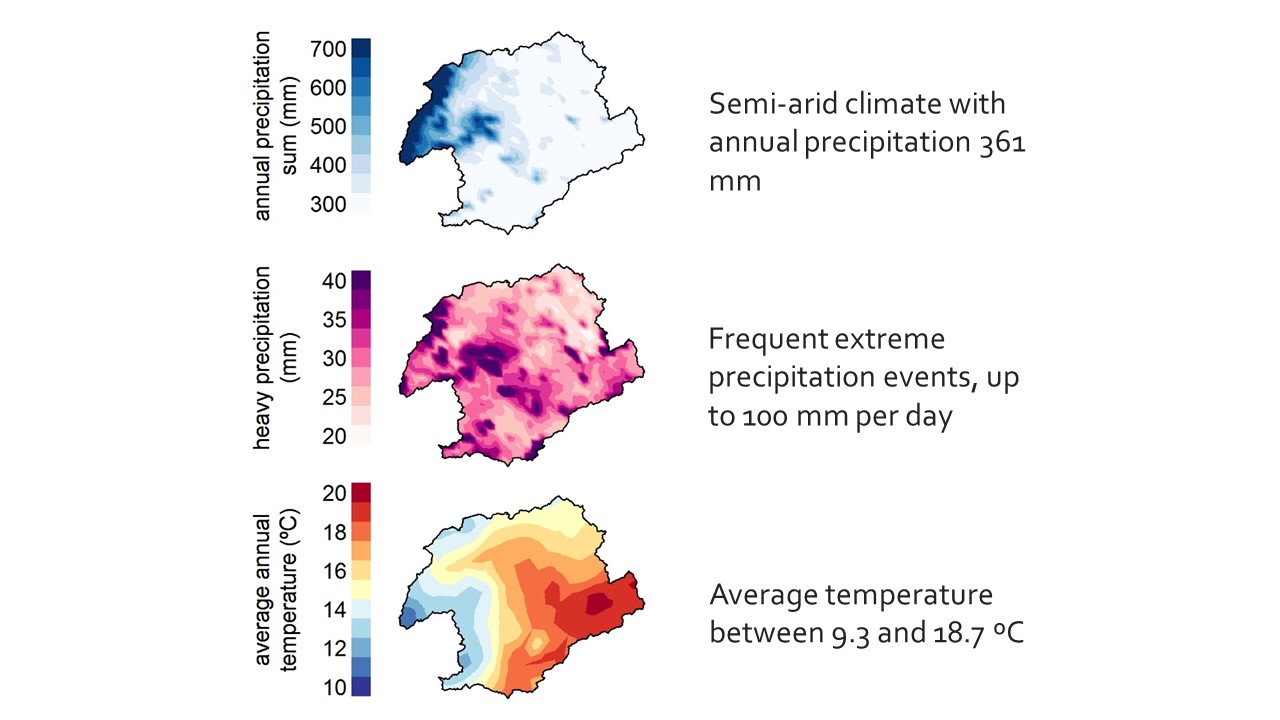 annual precipitation
sum (mm)
700
600
500
400
300
Semi-arid climate with
annual precipitation 361
mm
heavy precipitation
(mm)
40
35
30
25
20
Frequent extreme
precipitation events, up
to 100 mm per day
average annual
temperature (ºC)
20
18
16
14
12
10
Average temperature
between 9.3 and 18.7 ºC